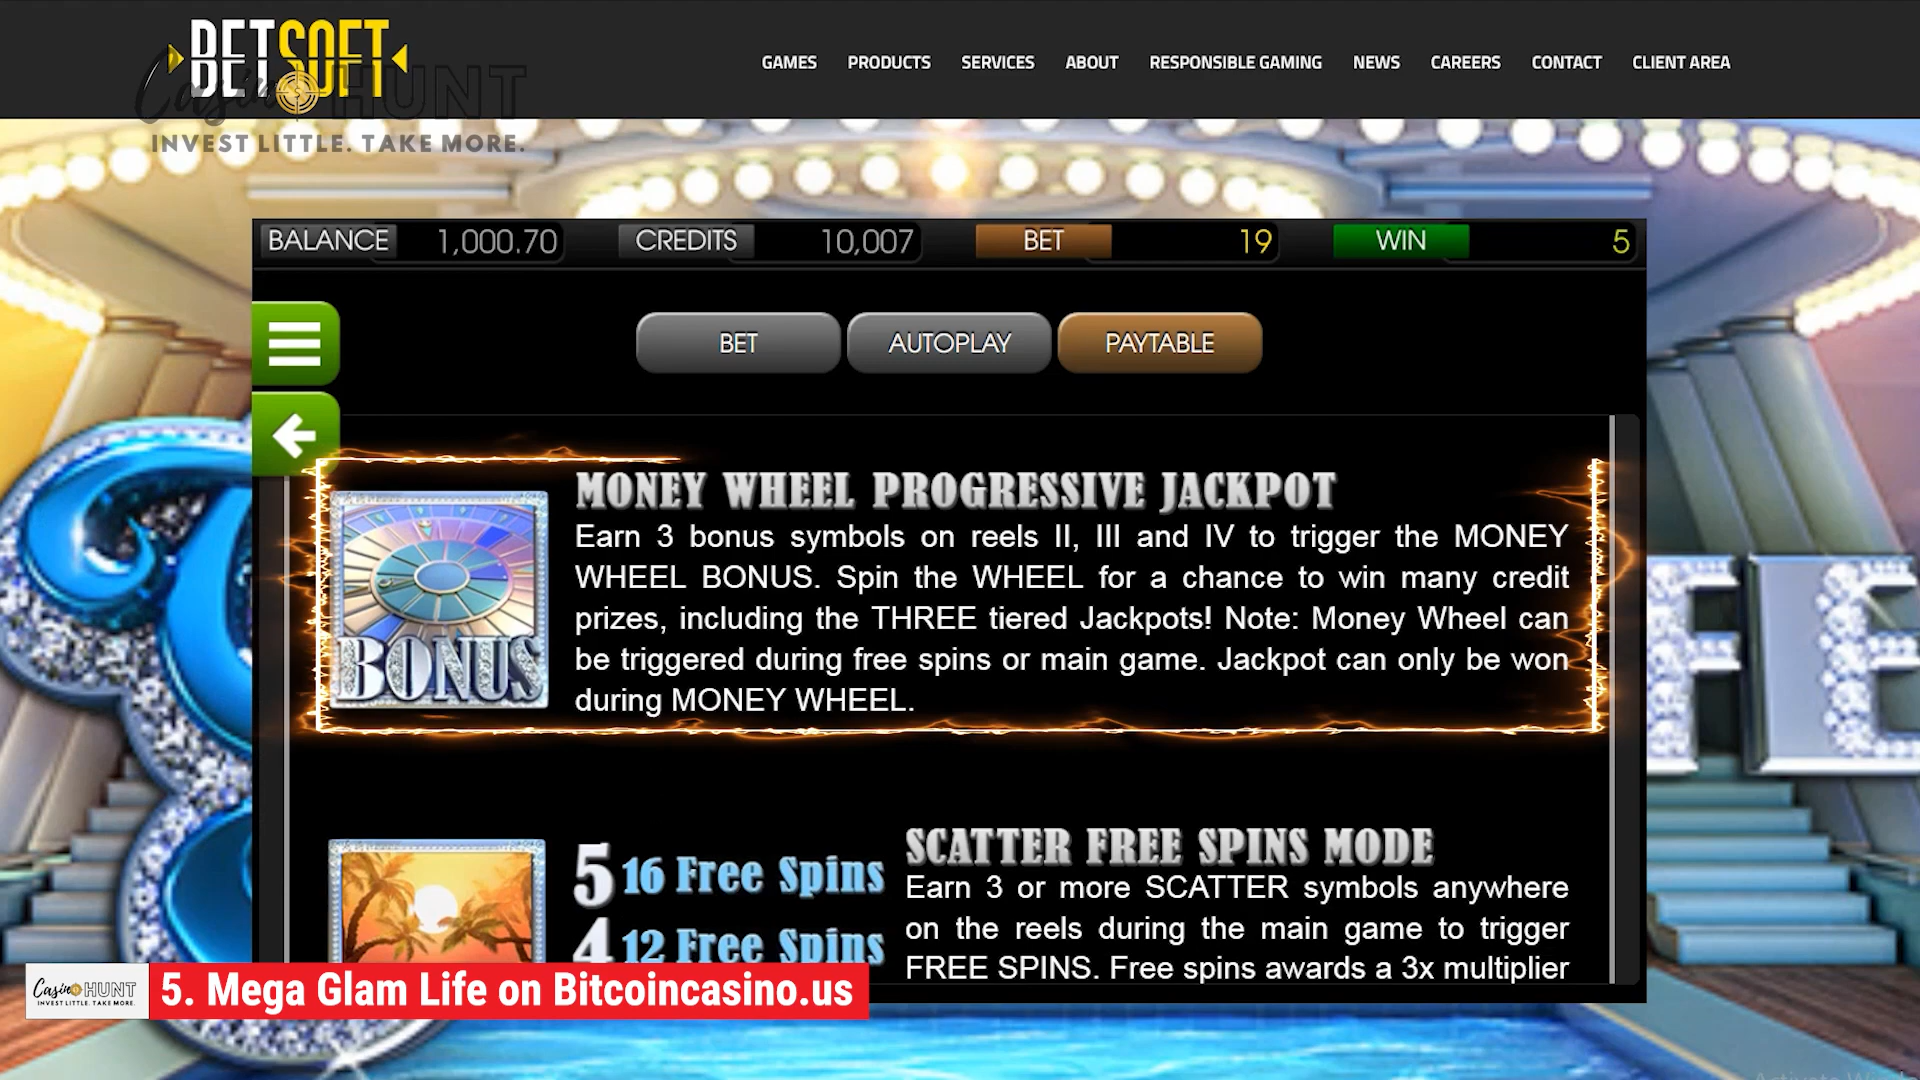 BETSOFT
GAMES PRODUCTS SERVICES ABOUT RESPONSIBLE GAMING NEWS CAREERS CONTACT CLIENT AREA
Casino HUNT
INVEST LITTLE. TAKE MORE.
BALANCE 1,000.70 CREDITS 10,007 BET 19 WIN 5
BET AUTOPLAY PAYTABLE
MONEY WHEEL PROGRESSIVE JACKPOT
Earn 3 bonus symbols on reels II, III and IV to trigger the MONEY
WHEEL BONUS. Spin the WHEEL for a chance to win many credit
prizes, including the THREE tiered Jackpots! Note: Money Wheel can
be triggered during free spins or main game. Jackpot can only be won
during MONEY WHEEL.
BONUS
SCATTER FREE SPINS MODE
5 16 Free Spins
4 12 Free Spins
Earn 3 or more SCATTER symbols anywhere
on the reels during the main game to trigger
FREE SPINS. Free spins awards a 3x multiplier
Casino HUNT
INVEST LITTLE. TAKE MORE.
5. Mega Glam Life on Bitcoincasino.us